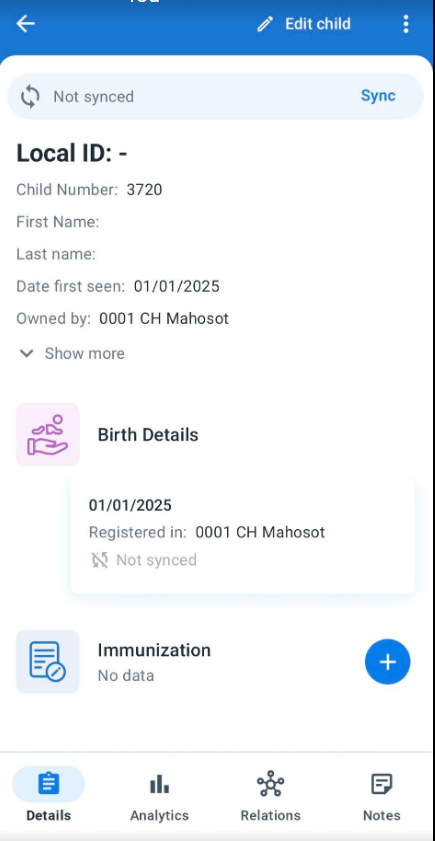 Edit child
Not synced
Sync
Local ID: -
Child Number: 3720
First Name:
Last name:
Date first seen: 01/01/2025
Owned by: 0001 CH Mahosot
Show more
Birth Details
01/01/2025
Registered in: 0001 CH Mahosot
Not synced
Immunization
No data
Details
Analytics
Relations
Notes